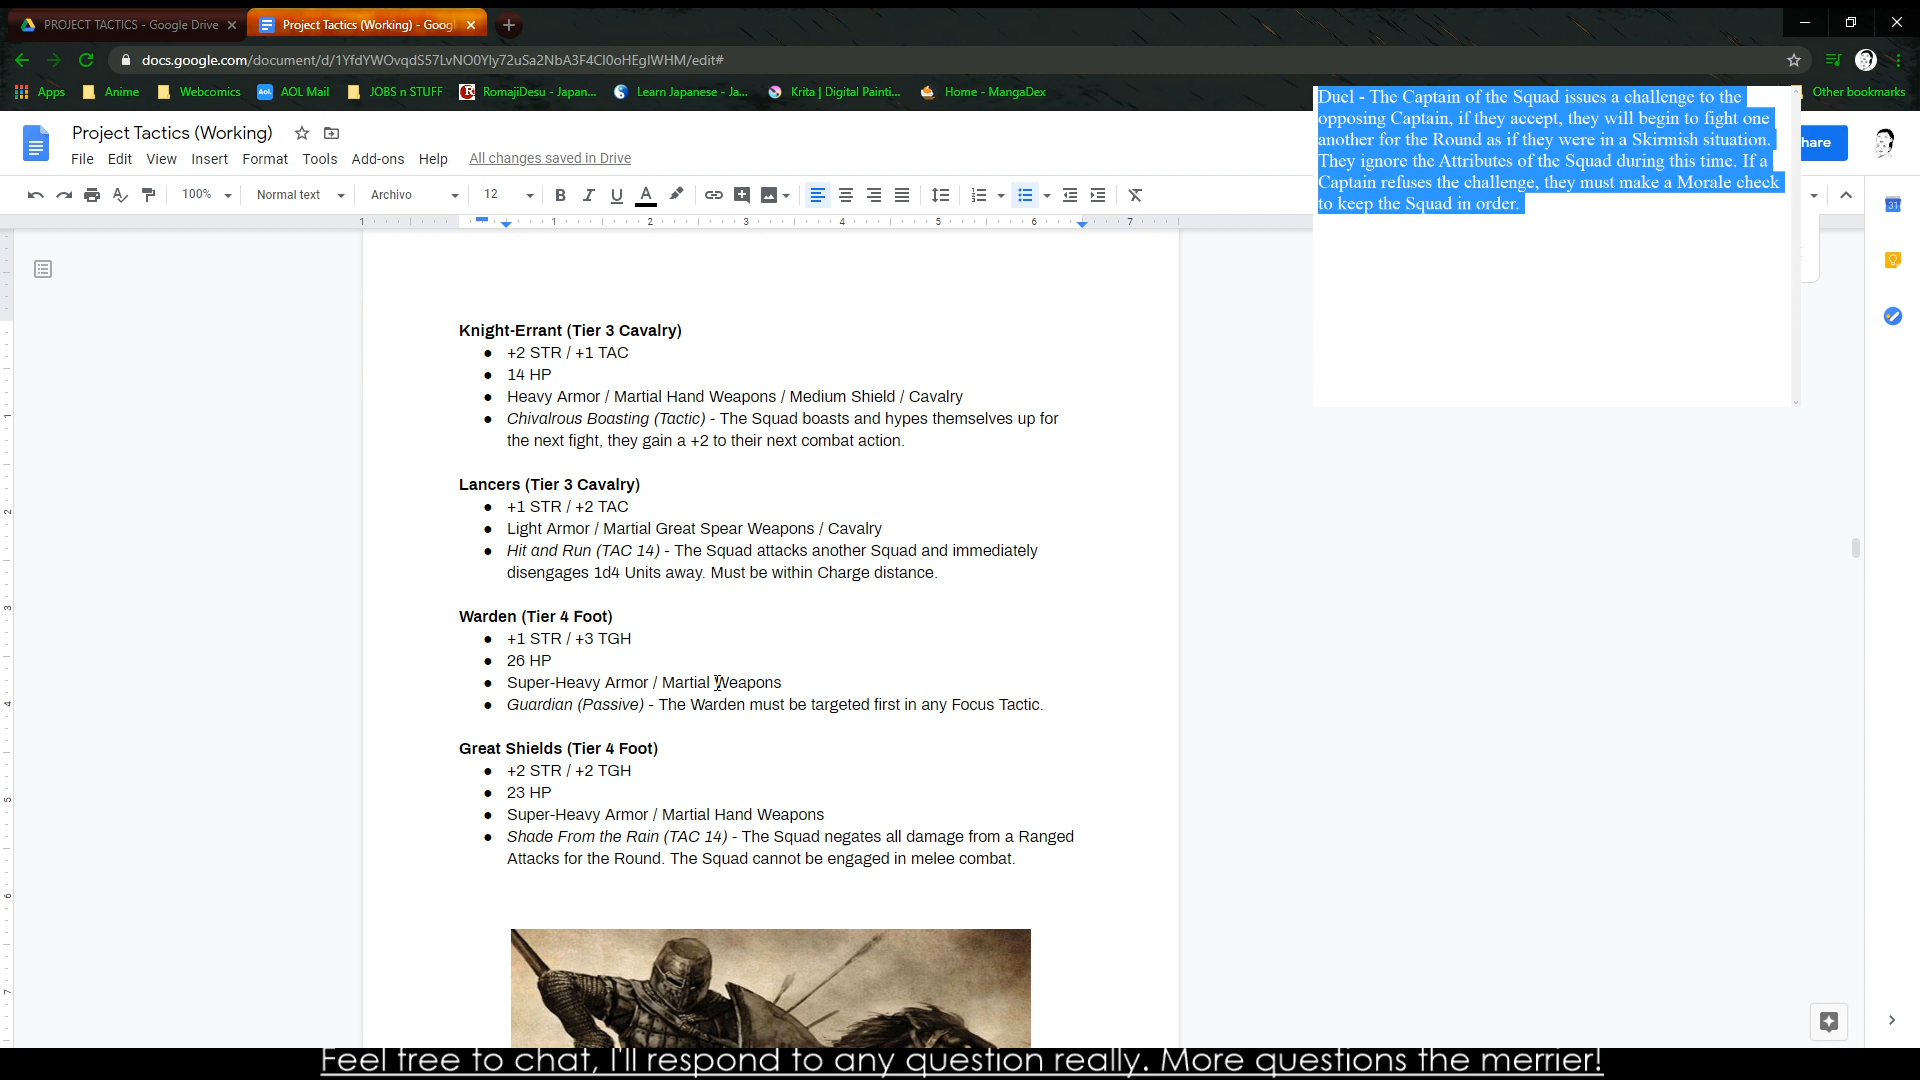 PROJECT TACTICS - Google Drive
Project Tactics (Working) - Goog
docs.google.com/document/d/1YfdYWOvqdS57LvNO0Yly72uSa2NbA3F4CI0oHEgIWHM/edit#
Apps
Anime
Webcomics
AOL Mail
JOBS n STUFF
RomajiDesu - Japan...
Learn Japanese - Ja...
Krita | Digital Painti...
Home - MangaDex
Other bookmarks
Project Tactics (Working)
File Edit View Insert Format Tools Add-ons Help All changes saved in Drive
hare
100% Normal text Archivo 12
Duel - The Captain of the Squad issues a challenge to the
opposing Captain, if they accept, they will begin to fight one
another for the Round as if they were in a Skirmish situation.
They ignore the Attributes of the Squad during this time. If a
Captain refuses the challenge, they must make a Morale check
to keep the Squad in order.
1 1 2 3 4 5 6 7
31
Knight-Errant (Tier 3 Cavalry)
● +2 STR / +1 TAC
● 14 HP
● Heavy Armor / Martial Hand Weapons / Medium Shield / Cavalry
● Chivalrous Boasting (Tactic) - The Squad boasts and hypes themselves up for
the next fight, they gain a +2 to their next combat action.
Lancers (Tier 3 Cavalry)
● +1 STR / +2 TAC
● Light Armor / Martial Great Spear Weapons / Cavalry
● Hit and Run (TAC 14) - The Squad attacks another Squad and immediately
disengages 1d4 Units away. Must be within Charge distance.
Warden (Tier 4 Foot)
● +1 STR / +3 TGH
● 26 HP
● Super-Heavy Armor / Martial Weapons
● Guardian (Passive) - The Warden must be targeted first in any Focus Tactic.
Great Shields (Tier 4 Foot)
● +2 STR / +2 TGH
● 23 HP
● Super-Heavy Armor / Martial Hand Weapons
● Shade From the Rain (TAC 14) - The Squad negates all damage from a Ranged
Attacks for the Round. The Squad cannot be engaged in melee combat.
Feel free to chat, I'll respond to any question really. More questions the merrier!